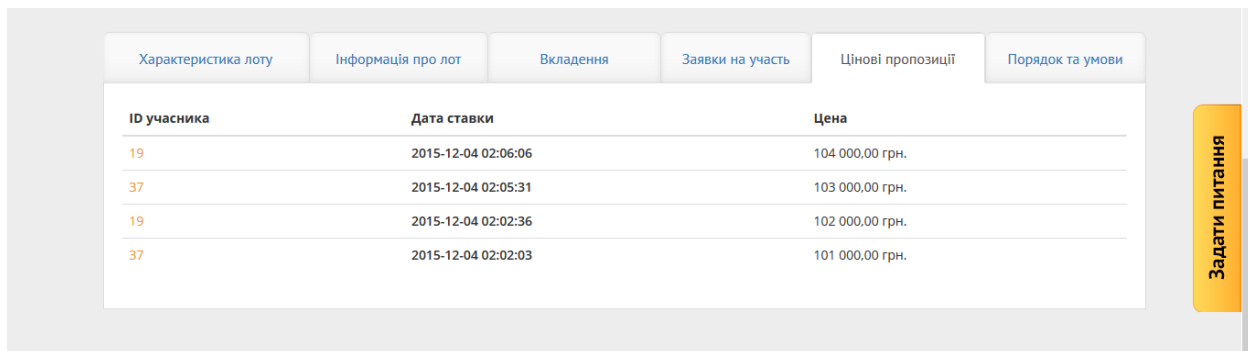 Характеристика лоту Інформація про лот Вкладення Заявки на участь Цінові пропозиції Порядок та умови
ID учасника Дата ставки Цена
19 2015-12-04 02:06:06 104 000,00 грн.
37 2015-12-04 02:05:31 103 000,00 грн.
19 2015-12-04 02:02:36 102 000,00 грн.
37 2015-12-04 02:02:03 101 000,00 грн.
Задати питання